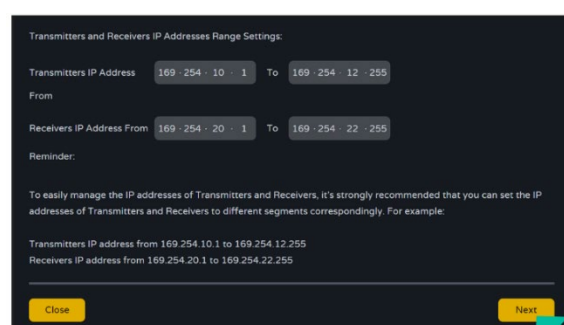 Transmitters and Receivers IP Addresses Range Settings:
Transmitters IP Address From 169 · 254 · 10 · 1 To 169 · 254 · 12 · 255
Receivers IP Address From 169 · 254 · 20 · 1 To 169 · 254 · 22 · 255
Reminder:
To easily manage the IP addresses of Transmitters and Receivers, it's strongly recommended that you can set the IP
addresses of Transmitters and Receivers to different segments correspondingly. For example:
Transmitters IP address from 169.254.10.1 to 169.254.12.255
Receivers IP address from 169.254.20.1 to 169.254.22.255
Close Next